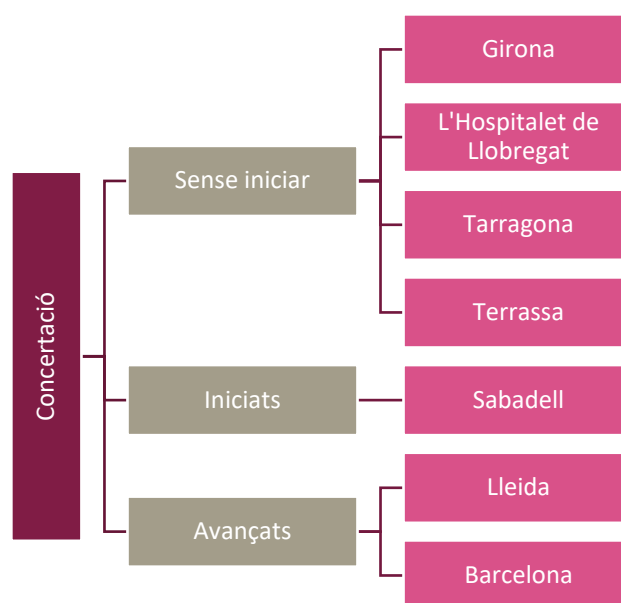 Concertació
Sense iniciar
Girona
L'Hospitalet de
Llobregat
Tarragona
Terrassa
Iniciats
Sabadell
Avançats
Lleida
Barcelona